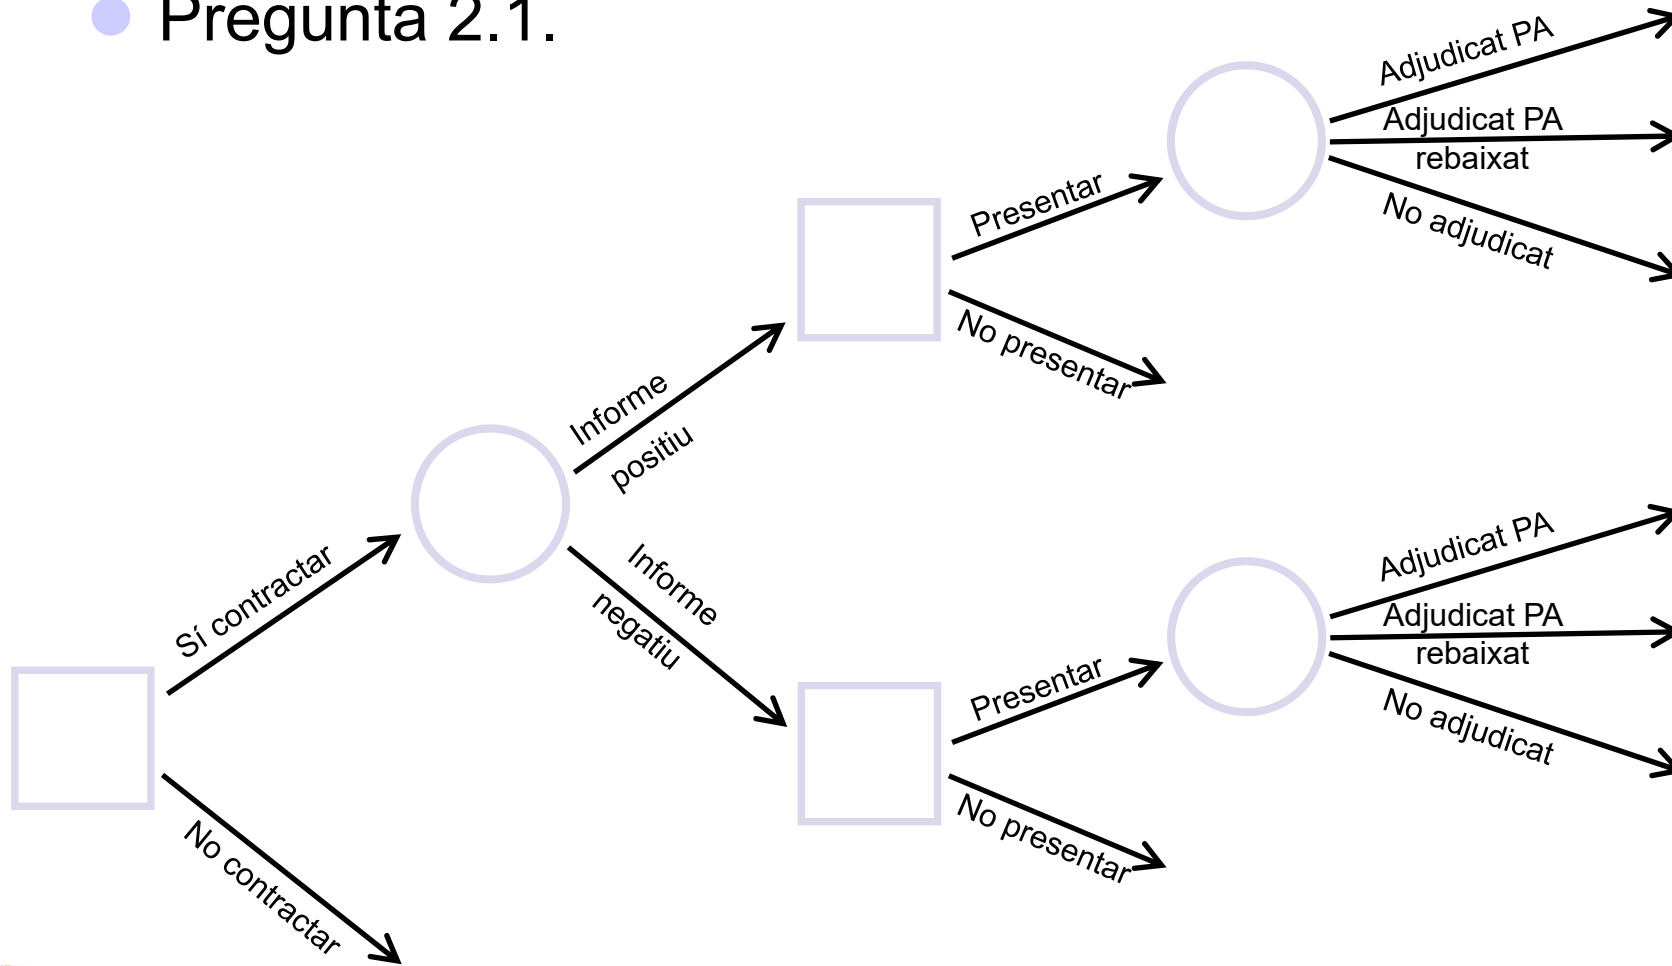 Pregunta 2.1.
Adjudicat PA
Adjudicat PA
rebaixat
No adjudicat
Presentar
No presentar
Informe
positiu
Informe
negatiu
Sí contractar
No contractar
Adjudicat PA
Adjudicat PA
rebaixat
No adjudicat
Presentar
No presentar